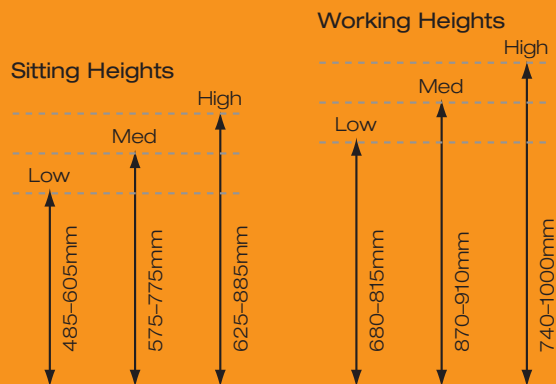 Sitting Heights
Low
Med
High
485–605mm
575–775mm
625–885mm
Working Heights
Low
Med
High
680–815mm
870–910mm
740–1000mm